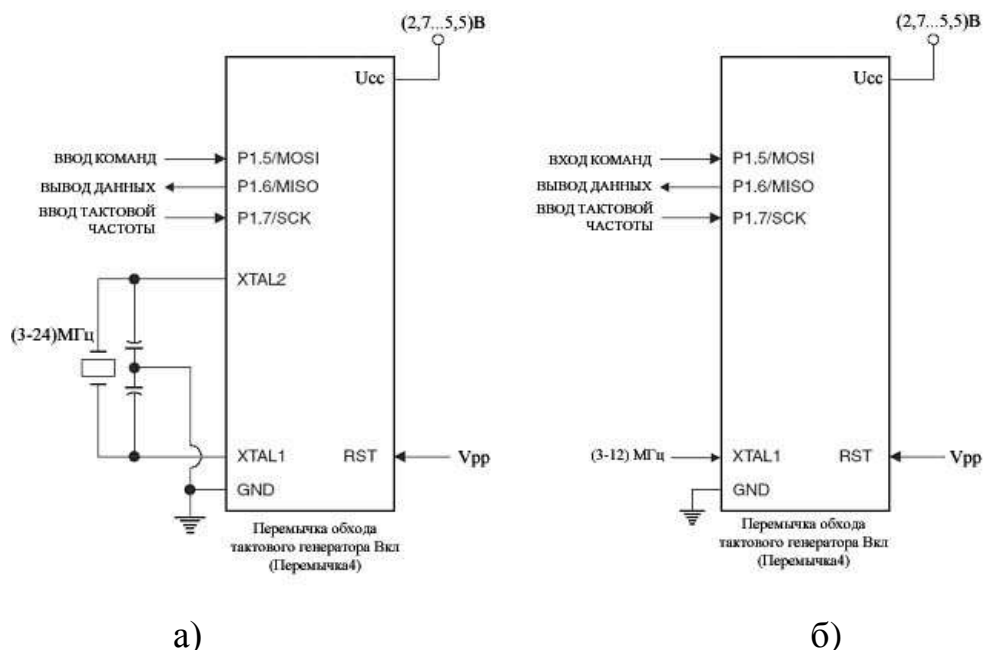 (2,7...5,5)В
Ucc
ВВОД КОМАНД
P1.5/MOSI
ВЫВОД ДАННЫХ
P1.6/MISO
ВВОД ТАКТОВОЙ
ЧАСТОТЫ
P1.7/SCK
XTAL2
(3-24)МГц
XTAL1
RST
Vpp
GND
Перемычка обхода
тактового генератора Вкл
(Перемычка4)
а)
(2,7...5,5)В
Ucc
ВХОД КОМАНД
P1.5/MOSI
ВЫВОД ДАННЫХ
P1.6/MISO
ВВОД ТАКТОВОЙ
ЧАСТОТЫ
P1.7/SCK
(3-12) МГц
XTAL1
RST
Vpp
GND
Перемычка обхода
тактового генератора Вкл
(Перемычка4)
б)